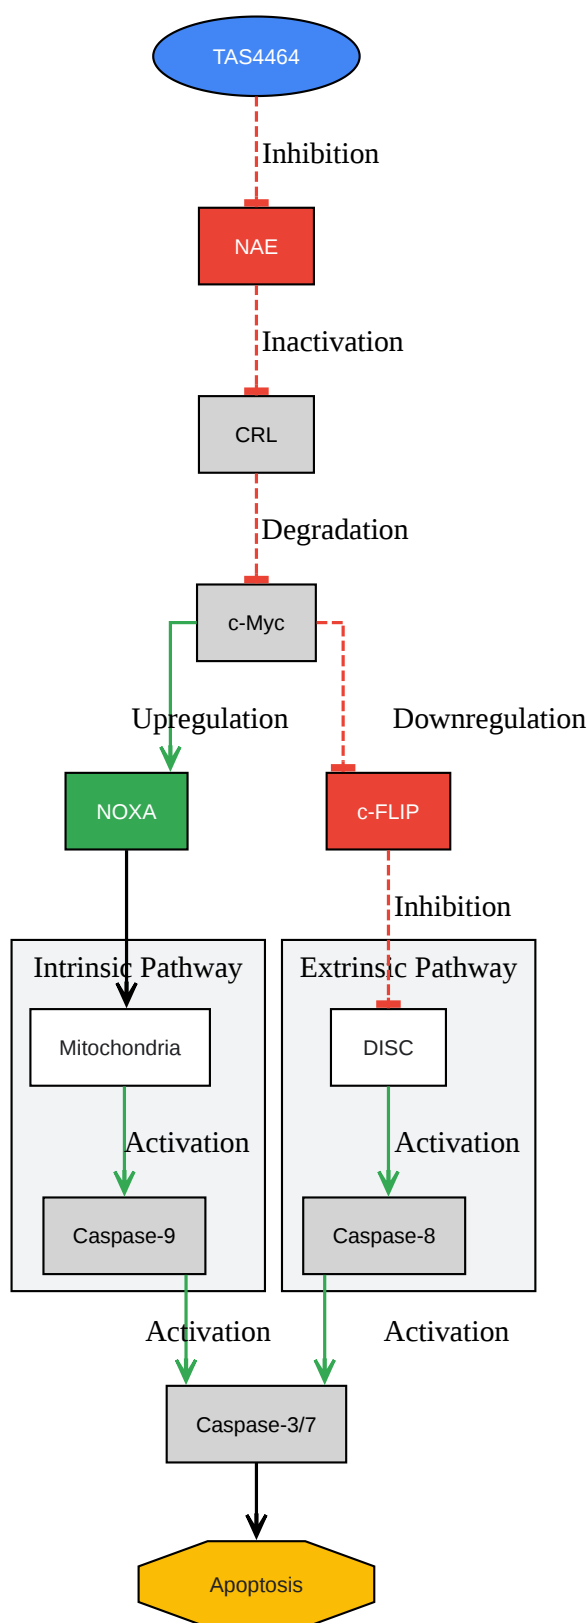 TAS4464
Inhibition
NAE
Inactivation
CRL
Degradation
c-Myc
Upregulation
Downregulation
NOXA
c-FLIP
Inhibition
Intrinsic Pathway
Extrinsic Pathway
Mitochondria
DISC
Activation
Activation
Caspase-9
Caspase-8
Activation
Activation
Caspase-3/7
Apoptosis